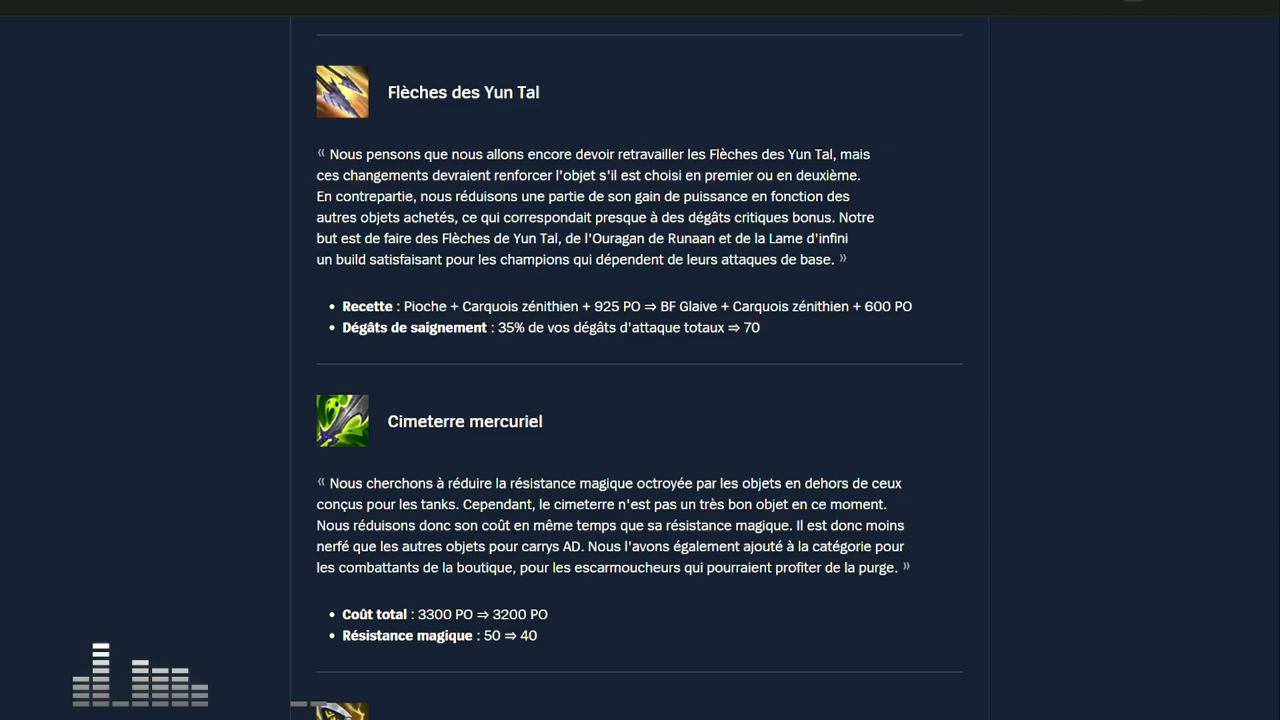 Flèches des Yun Tal
« Nous pensons que nous allons encore devoir retravailler les Flèches des Yun Tal, mais
ces changements devraient renforcer l'objet s'il est choisi en premier ou en deuxième.
En contrepartie, nous réduisons une partie de son gain de puissance en fonction des
autres objets achetés, ce qui correspondait presque à des dégâts critiques bonus. Notre
but est de faire des Flèches de Yun Tal, de l'Ouragan de Runaan et de la Lame d'infini
un build satisfaisant pour les champions qui dépendent de leurs attaques de base. »
• Recette : Pioche + Carquois zénithien + 925 PO ⇒ BF Glaive + Carquois zénithien + 600 PO
• Dégâts de saignement : 35% de vos dégâts d'attaque totaux ⇒ 70
Cimeterre mercuriel
« Nous cherchons à réduire la résistance magique octroyée par les objets en dehors de ceux
conçus pour les tanks. Cependant, le cimeterre n'est pas un très bon objet en ce moment.
Nous réduisons donc son coût en même temps que sa résistance magique. Il est donc moins
nerfé que les autres objets pour carrys AD. Nous l'avons également ajouté à la catégorie pour
les combattants de la boutique, pour les escarmoucheurs qui pourraient profiter de la purge. »
• Coût total : 3300 PO ⇒ 3200 PO
• Résistance magique : 50 ⇒ 40